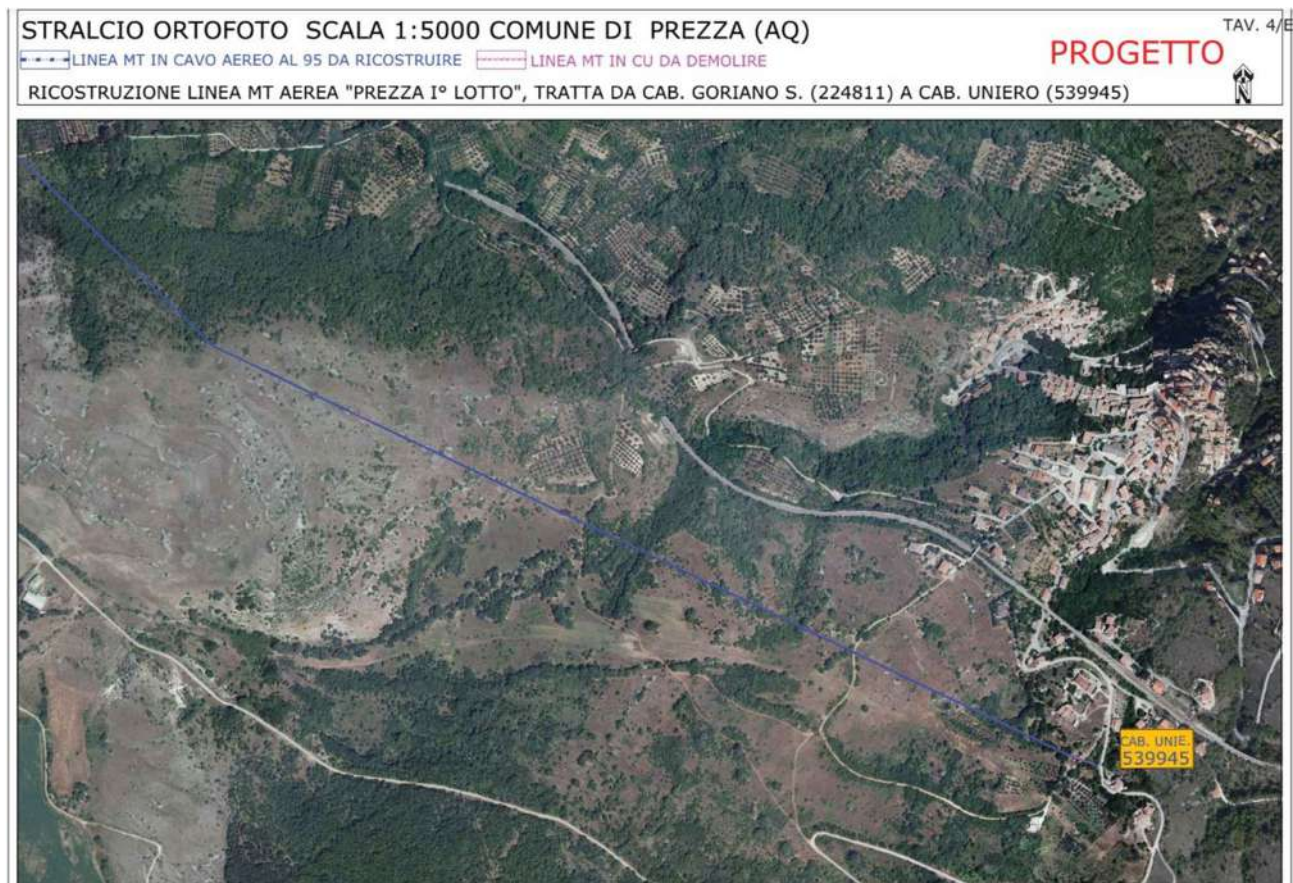 STRALCIO ORTOFOTO SCALA 1:5000 COMUNE DI PREZZA (AQ)
TAV. 4/E
LINEA MT IN CAVO AEREO AL 95 DA RICOSTRUIRE LINEA MT IN CU DA DEMOLIRE
PROGETTO
RICOSTRUZIONE LINEA MT AEREA "PREZZA I° LOTTO", TRATTA DA CAB. GORIANO S. (224811) A CAB. UNIERO (539945)
N
CAB. UNIE.
539945